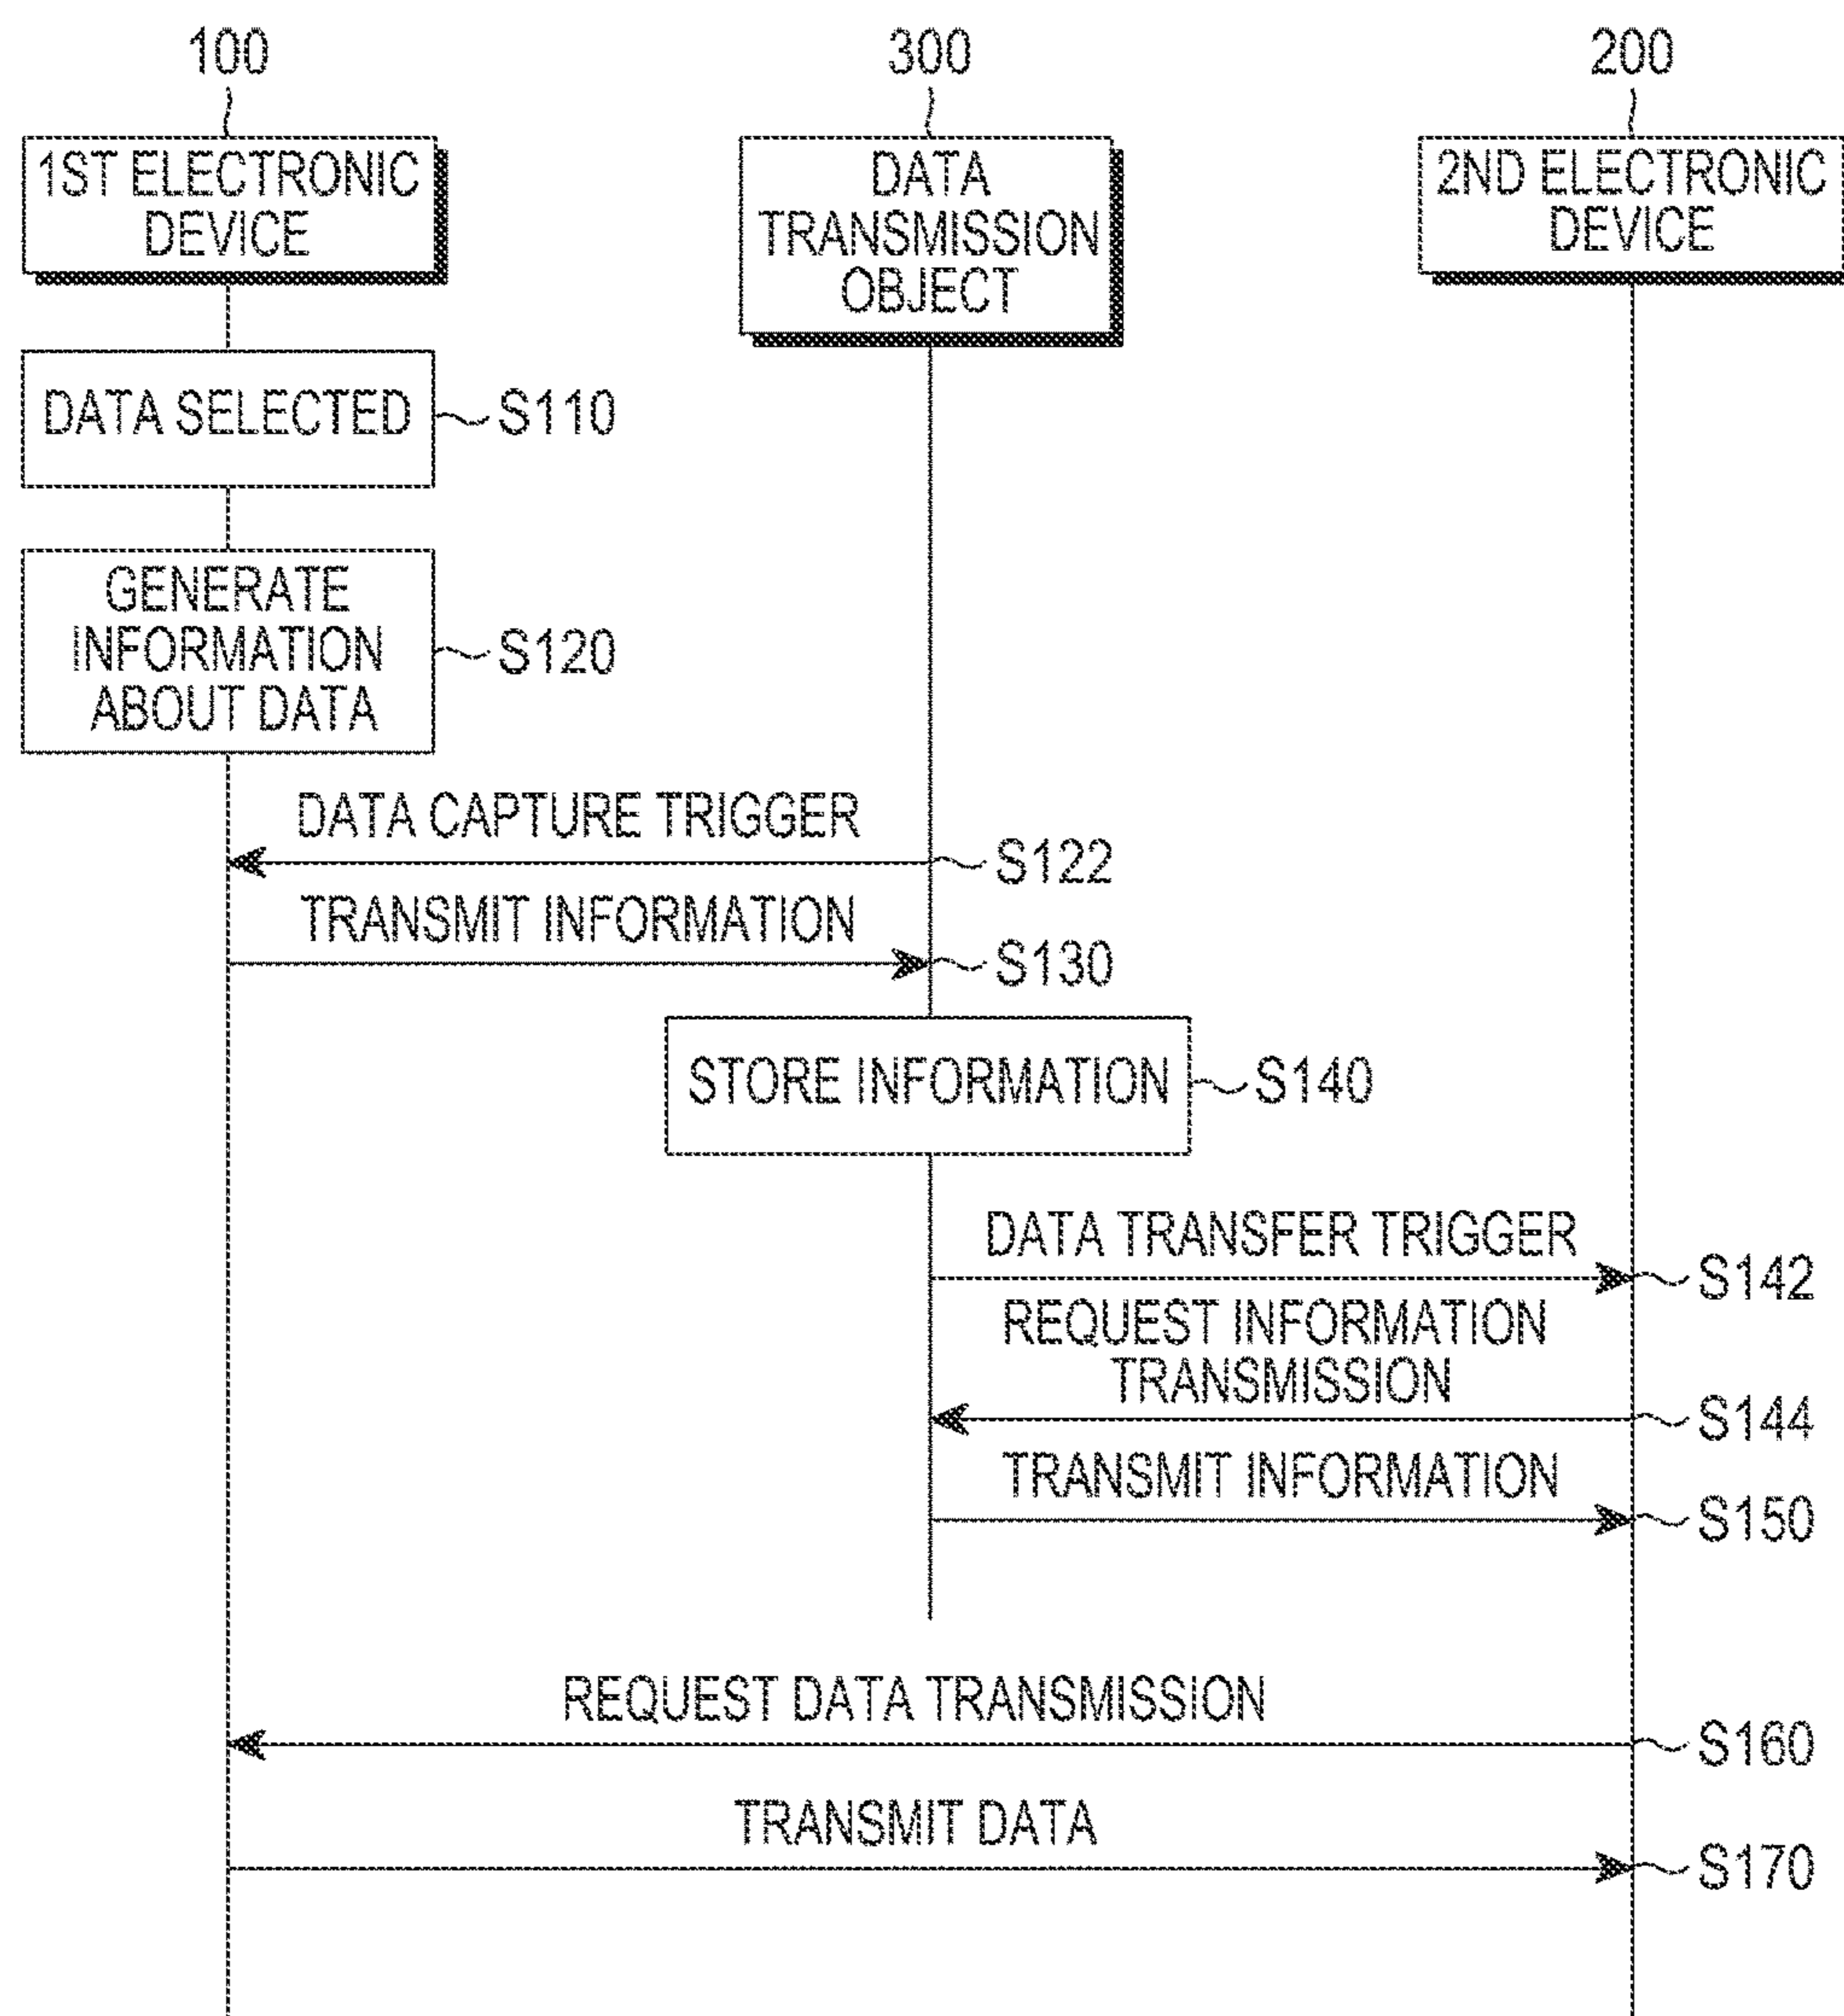 100
300
200
1ST ELECTRONIC
DEVICE
DATA
TRANSMISSION
OBJECT
2ND ELECTRONIC
DEVICE
DATA SELECTED
S110
GENERATE
INFORMATION
ABOUT DATA
S120
DATA CAPTURE TRIGGER
S122
TRANSMIT INFORMATION
S130
STORE INFORMATION
S140
DATA TRANSFER TRIGGER
S142
REQUEST INFORMATION
TRANSMISSION
S144
TRANSMIT INFORMATION
S150
REQUEST DATA TRANSMISSION
S160
TRANSMIT DATA
S170